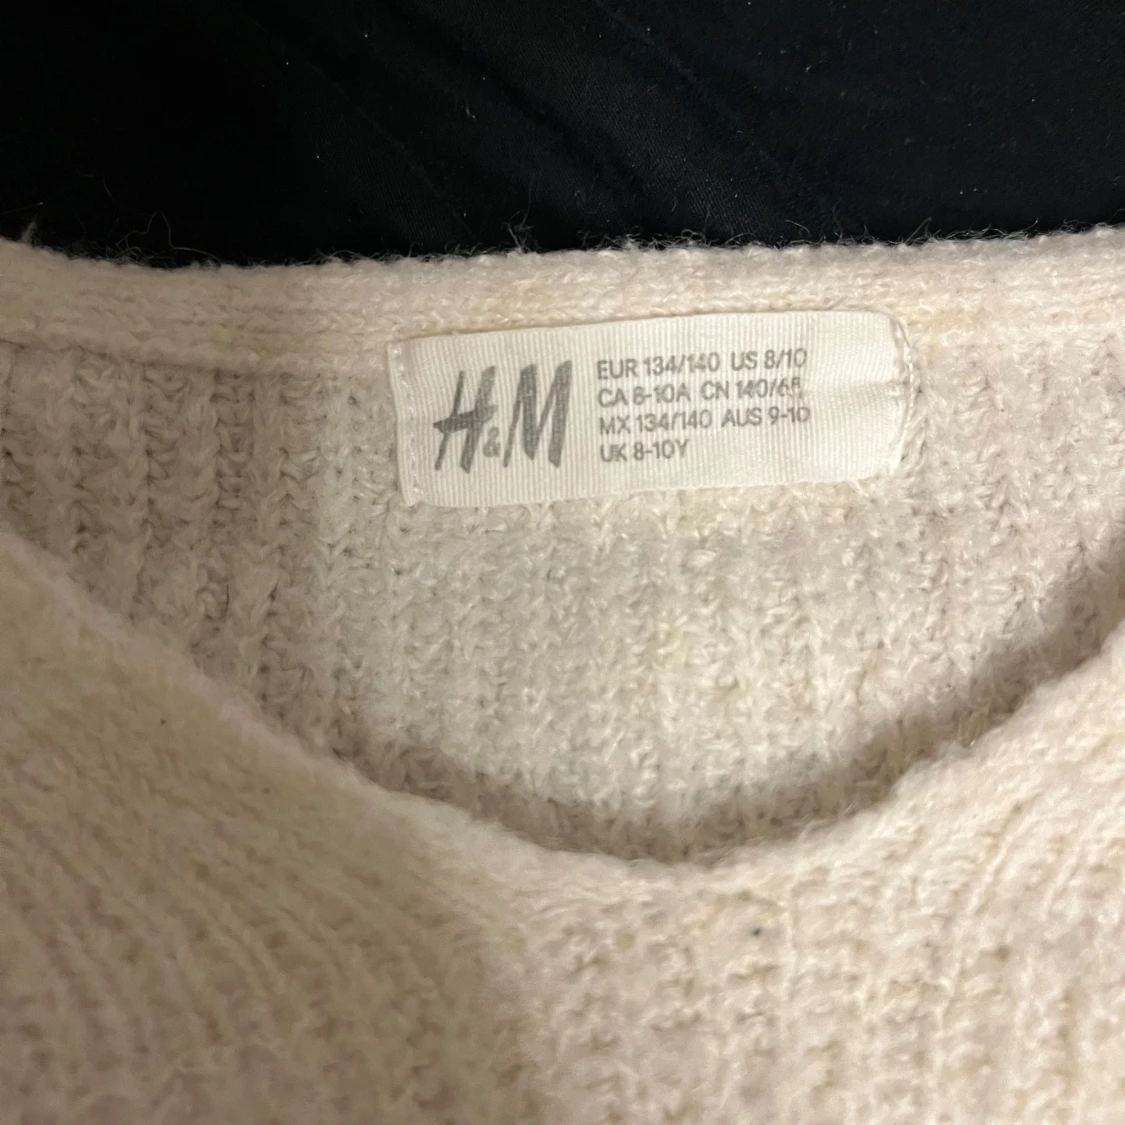 H&M
EUR 134/140 US 8/10
CA 8-10A CN 140/68
MX 134/140 AUS 9-10
UK 8-10Y